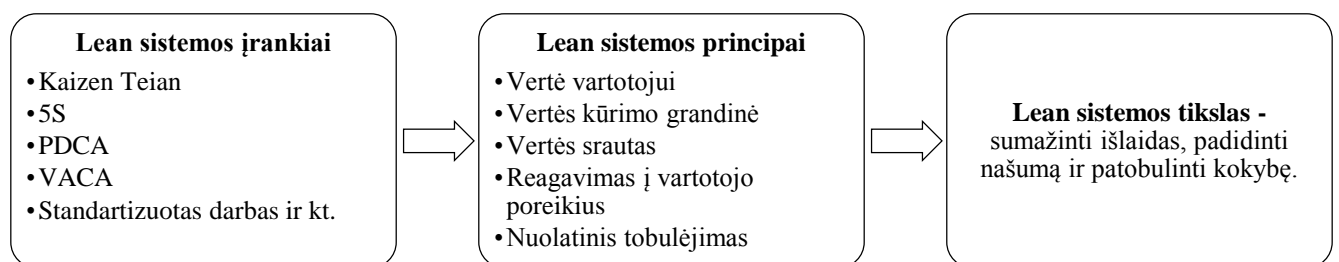 Lean sistemos įrankiai
•Kaizen Teian
•5S
•PDCA
•VACA
•Standartizuotas darbas ir kt.
Lean sistemos principai
•Vertė vartotojui
•Vertės kūrimo grandinė
•Vertės srautas
•Reagavimas į vartotojo
poreikius
•Nuolatinis tobulėjimas
Lean sistemos tikslas -
sumažinti išlaidas, padidinti
našumą ir patobulinti kokybę.